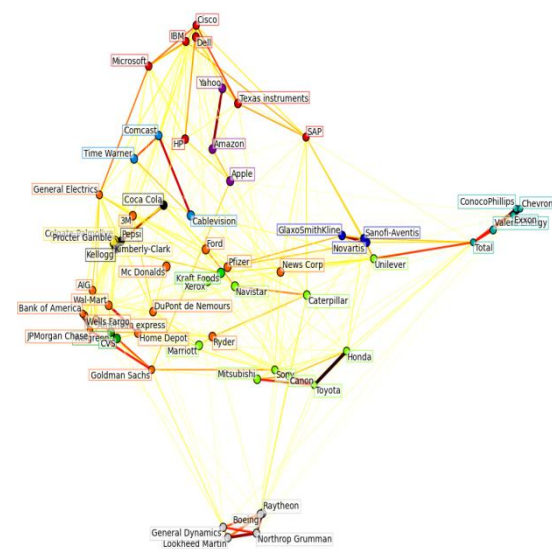 Cisco
IBM
Dell
Microsoft
Yahoo
Texas instruments
Comcast
SAP
HP
Amazon
Time Warner
Apple
General Electrics
ConocoPhillips
Chevron
Coca Cola
3M
Cablevision
Exxon
Pepsi
GlaxoSmithKline
Sanofi-Aventis
Procter Gamble
Kimberly-Clark
Ford
Novartis
Total
Kellogg
Unilever
Pfizer
Mc Donalds
News Corp
Kraft Foods
Xerox
Navistar
AIG
Caterpillar
Wal-Mart
Bank of America
DuPont de Nemours
Wells Fargo
express
JPMorgan Chase
Home Depot
Ryder
CVS
Marriott
Honda
Goldman Sachs
Mitsubishi
Sony
Canon
Toyota
Raytheon
Boeing
General Dynamics
Northrop Grumman
Lookheed Martin